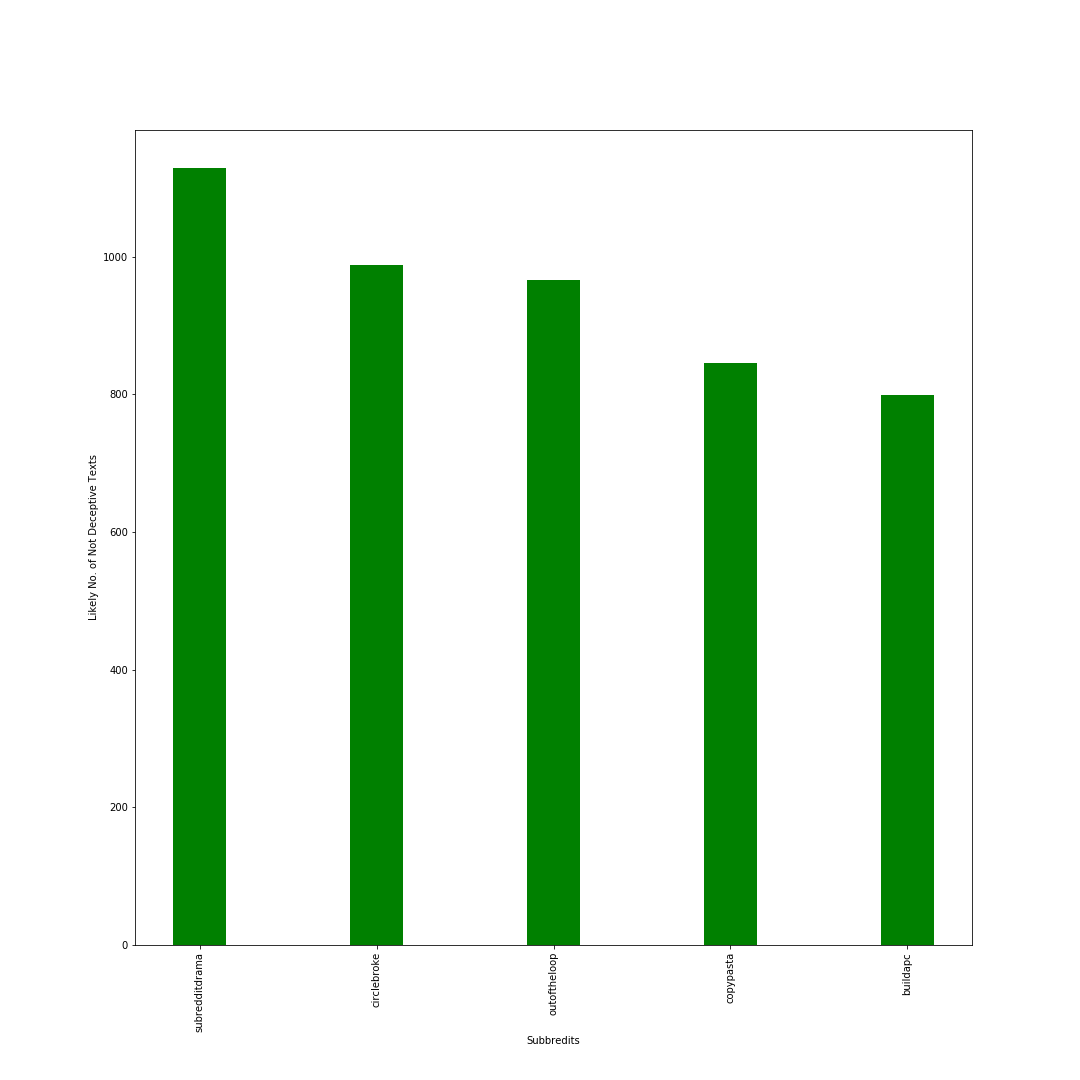 1000
800
600
400
200
0
Likely No. of Not Deceptive Texts
subredditdrama
circlebroke
outoftheloop
copypasta
buildapc
Subbredits